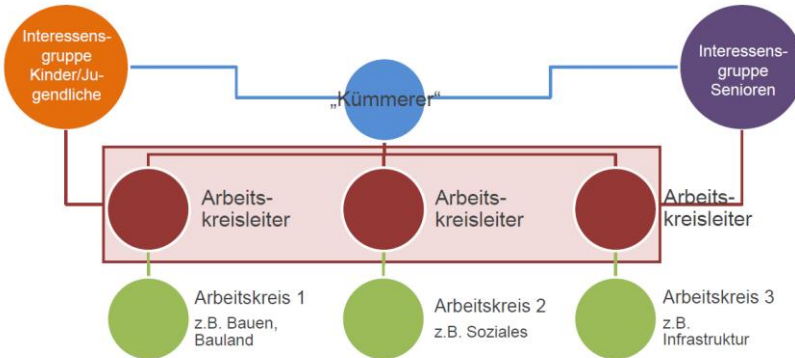 Interessens-
gruppe
Kinder/Ju-
gendliche
„Kümmerer“
Interessens-
gruppe
Senioren
Arbeits-
kreisleiter
Arbeits-
kreisleiter
Arbeits-
kreisleiter
Arbeitskreis 1
z.B. Bauen,
Bauland
Arbeitskreis 2
z.B. Soziales
Arbeitskreis 3
z.B.
Infrastruktur